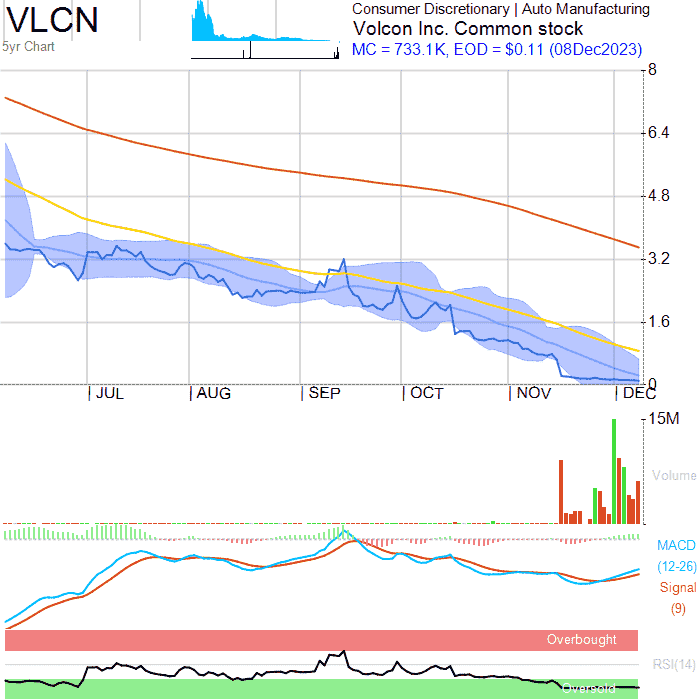 VLCN
5yr Chart
Consumer Discretionary | Auto Manufacturing
Volcon Inc. Common stock
MC = 733.1K, EOD = $0.11 (08Dec2023)
8
6.4
4.8
3.2
1.6
0
JUL AUG SEP OCT NOV DEC
15M
Volume
MACD
(12-26)
Signal
(9)
Overbought
RSI(14)
Oversold